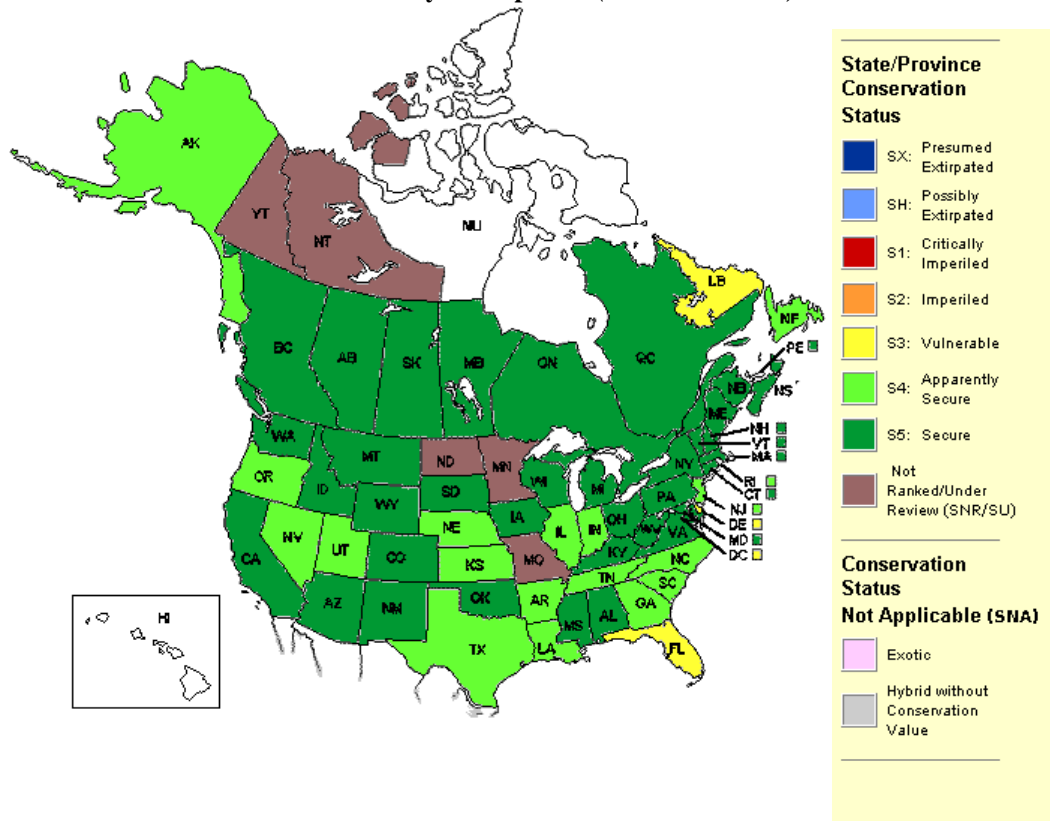 AK
YT
NT
NU
LB
NF
BC
AB
SK
MB
ON
QC
PE
NB
NS
ME
NH
VT
MA
WA
MT
ND
MN
OR
ID
SD
WI
MI
NY
RI
CT
WY
IA
PA
NJ
NE
IL
IN
OH
DE
NV
UT
CO
WV
VA
MD
CA
KS
MO
KY
DC
NC
TN
AZ
NM
OK
AR
SC
MS
AL
GA
TX
LA
FL
HI
State/Province
Conservation
Status
SX: Presumed
Extirpated
SH: Possibly
Extirpated
S1: Critically
Imperiled
S2: Imperiled
S3: Vulnerable
S4: Apparently
Secure
S5: Secure
Not
Ranked/Under
Review (SNR/SU)
Conservation
Status
Not Applicable (SNA)
Exotic
Hybrid without
Conservation
Value